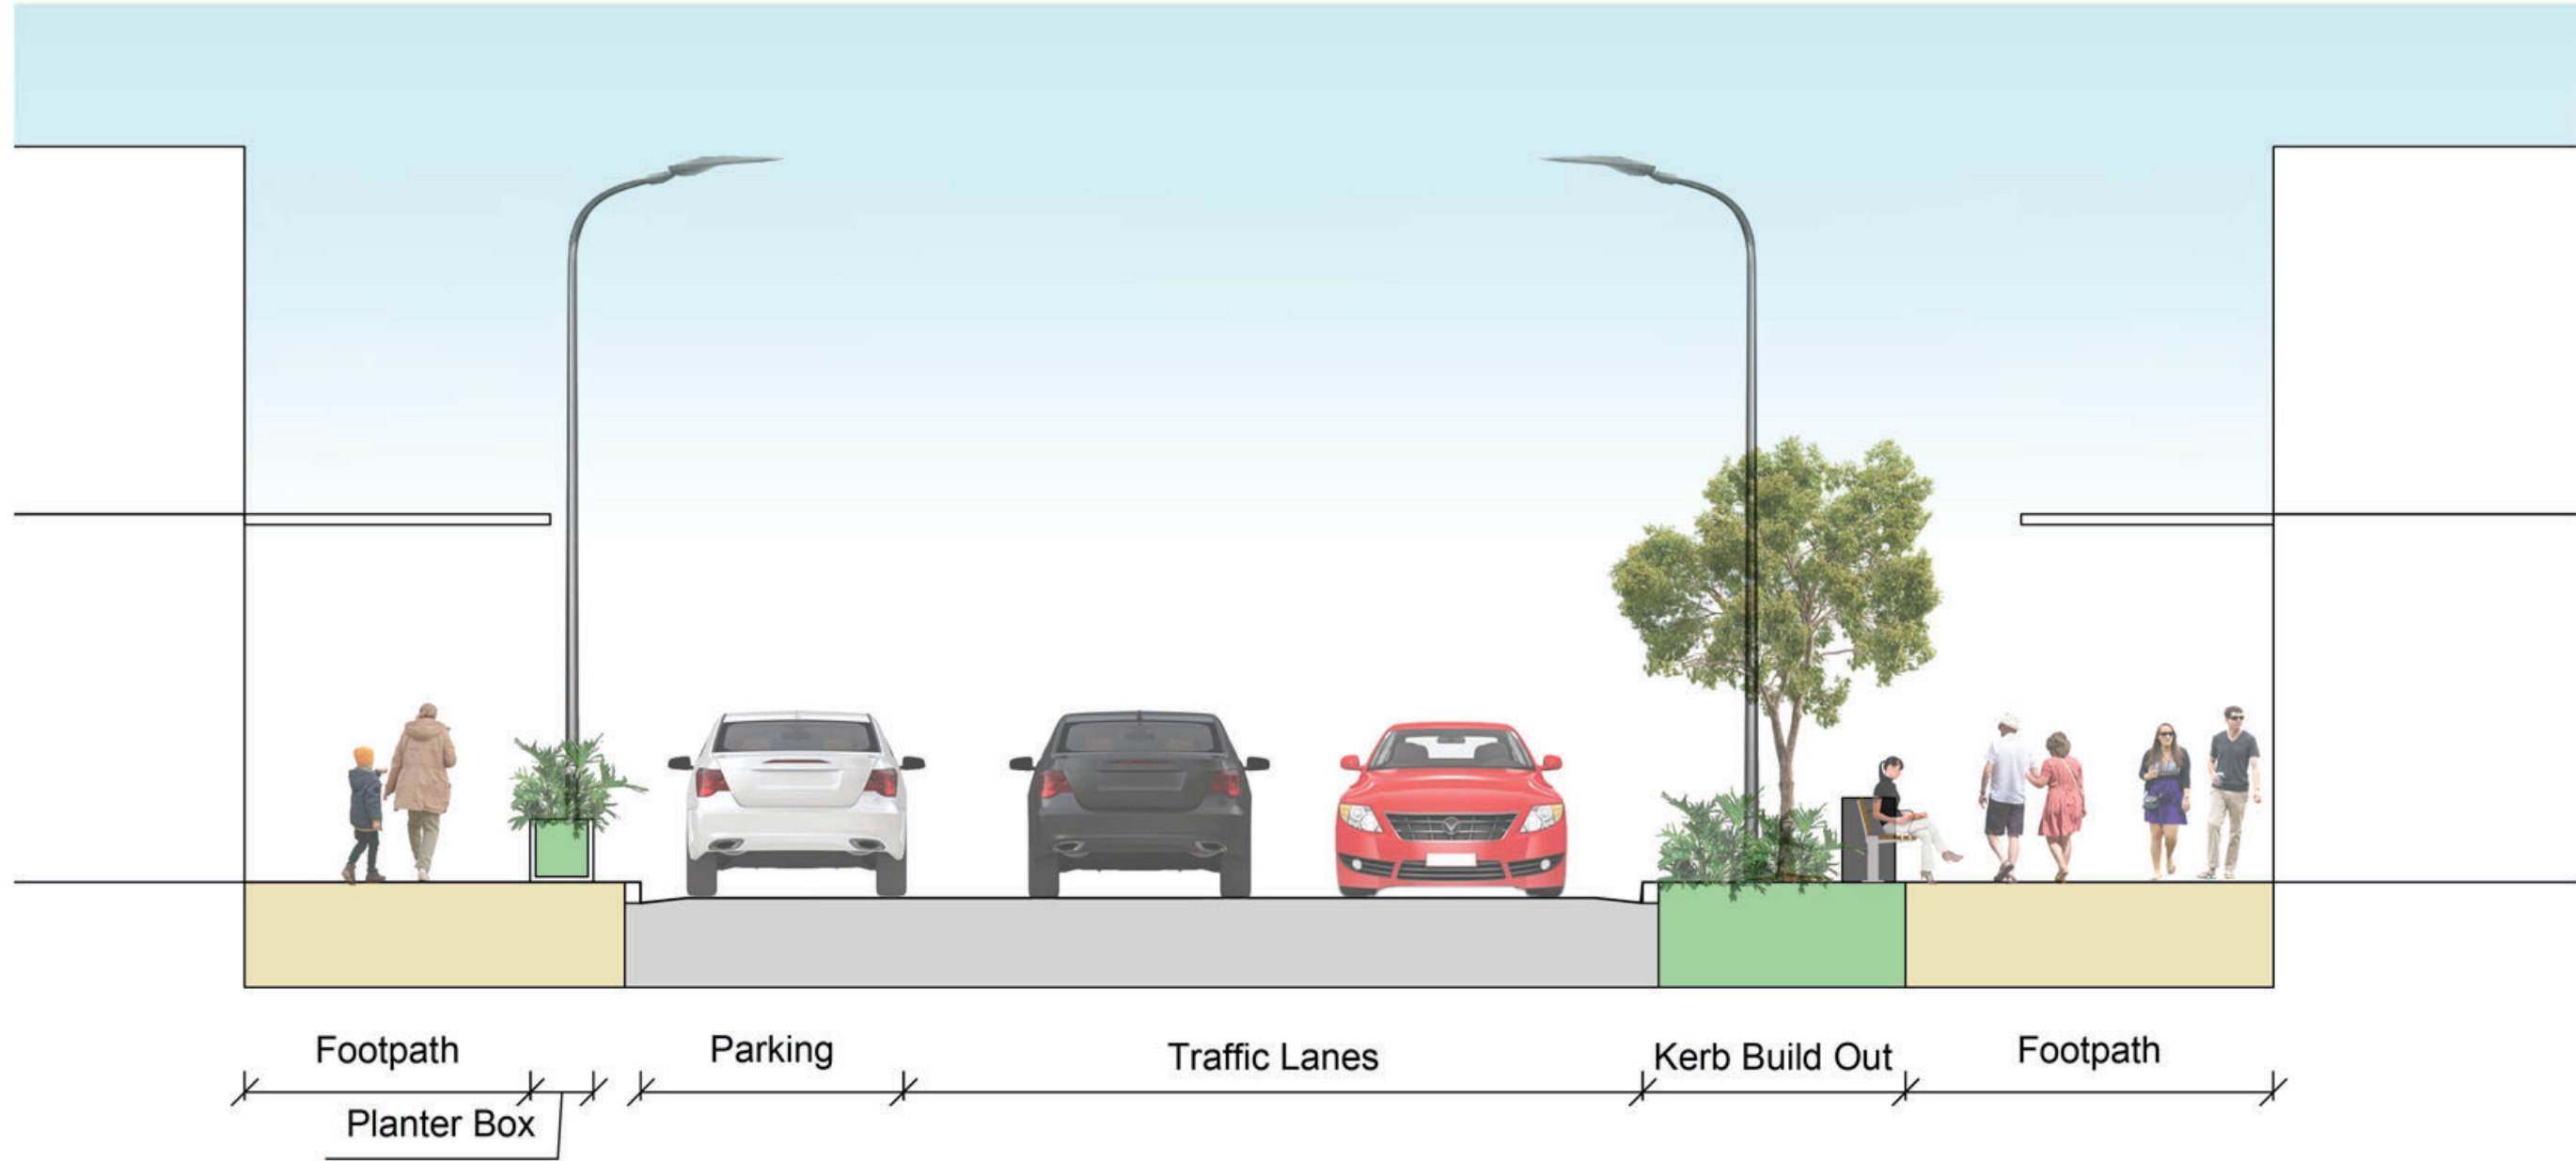 Footpath
Parking
Traffic Lanes
Kerb Build Out
Footpath
Planter Box